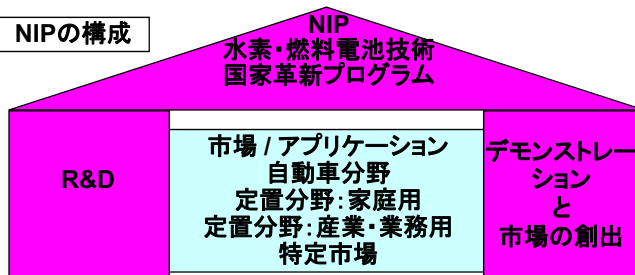 NIPの構成
NIP
水素・燃料電池技術
国家革新プログラム
R&D
市場 / アプリケーション
自動車分野
定置分野：家庭用
定置分野：産業・業務用
特定市場
デモンストレー
ション
と
市場の創出